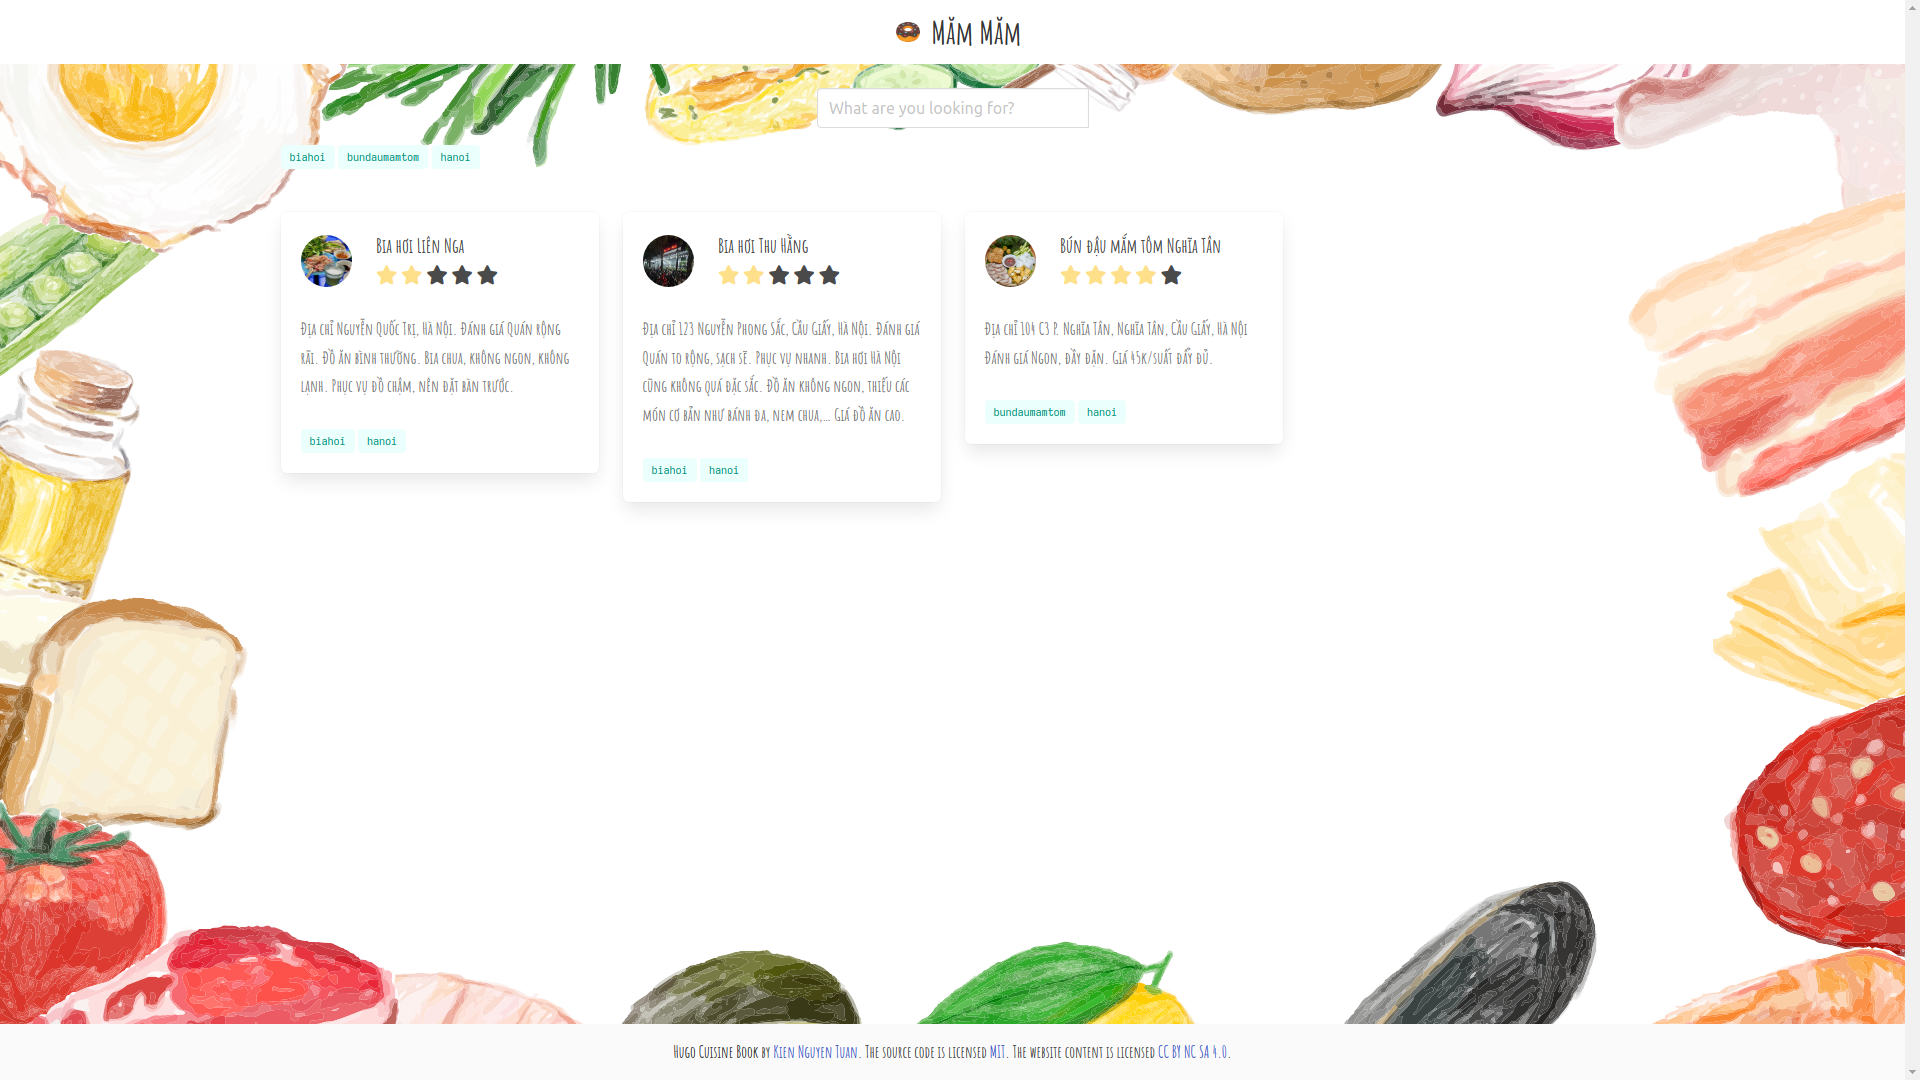 Măm Măm
What are you looking for?
biahoi bundaumamtom hanoi
Bia hơi Liên Nga
Địa chỉ Nguyễn Quốc Trị, Hà Nội. Đánh giá Quán rộng
rãi. Đồ ăn bình thường. Bia chua, không ngon, không
lạnh. Phục vụ đồ chậm, nên đặt bàn trước.
biahoi hanoi
Bia hơi Thu Hằng
Địa chỉ 123 Nguyễn Phong Sắc, Cầu Giấy, Hà Nội. Đánh giá
Quán to rộng, sạch sẽ. Phục vụ nhanh. Bia hơi Hà Nội
cũng không quá đặc sắc. Đồ ăn không ngon, thiếu các
món cơ bản như bánh đa, nem chua,... Giá đồ ăn cao.
biahoi hanoi
Bún đậu mắm tôm Nghĩa Tân
Địa chỉ 104 C3 P. Nghĩa Tân, Nghĩa Tân, Cầu Giấy, Hà Nội
Đánh giá Ngon, đầy đặn. Giá 45k/suất đẩy đủ.
bundaumamtom hanoi
Hugo Cuisine Book by Kien Nguyen Tuan. The source code is licensed MIT. The website content is licensed CC BY NC SA 4.0.